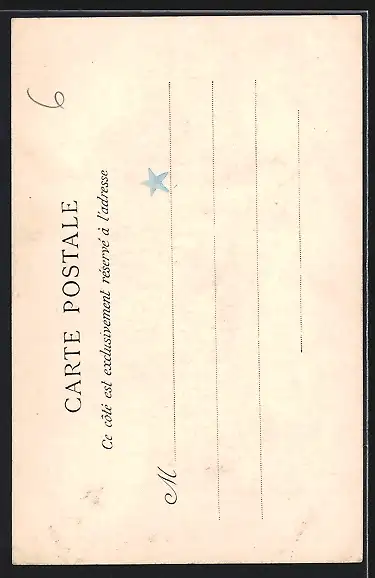 CARTE POSTALE
Ce côté est exclusivement réservé à l'adresse
M
6